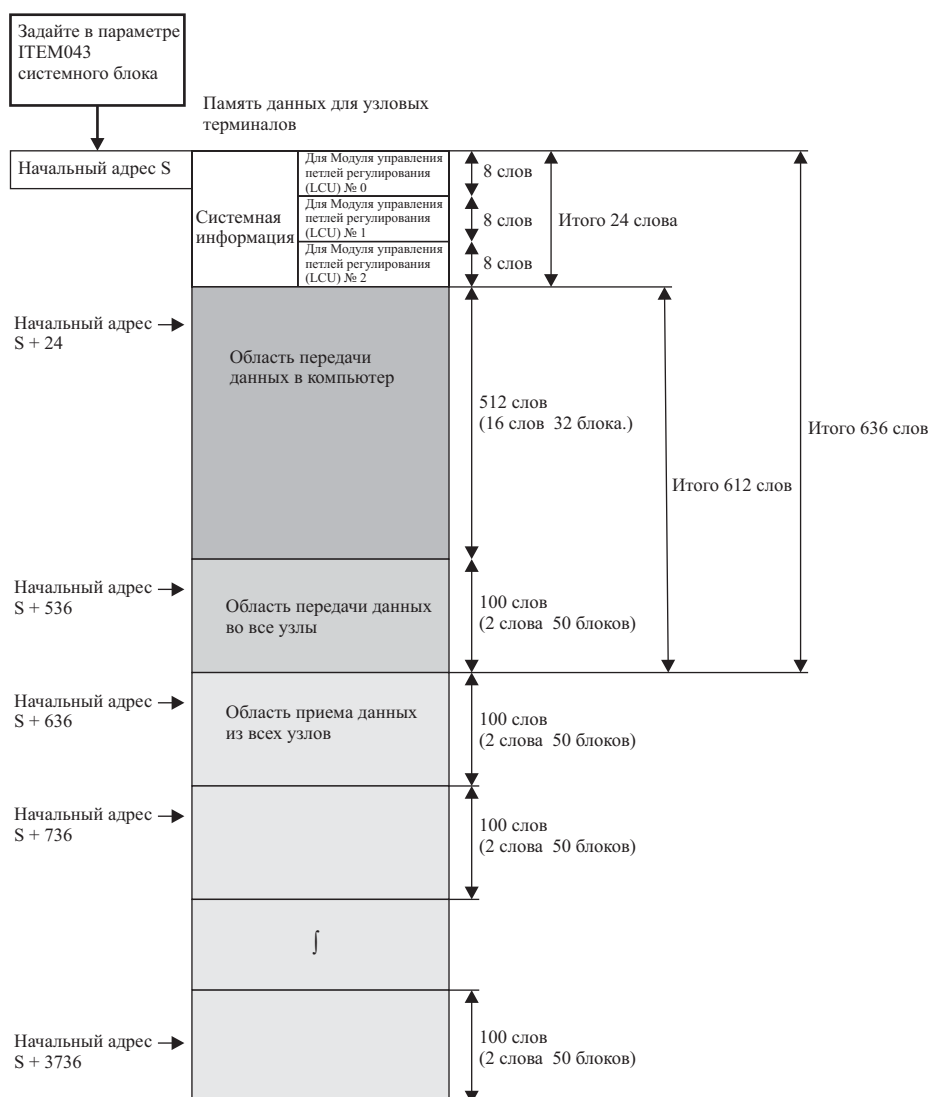 Задайте в параметре
ITEM043
системного блока
Память данных для узловых
терминалов
Начальный адрес S
Системная
информация
Для Модуля управления
петлей регулирования
(LCU) № 0
8 слов
Для Модуля управления
петлей регулирования
(LCU) № 1
8 слов
Итого 24 слова
Для Модуля управления
петлей регулирования
(LCU) № 2
8 слов
Начальный адрес
S + 24
Область передачи
данных в компьютер
512 слов
(16 слов  32 блока.)
Итого 636 слов
Итого 612 слов
Начальный адрес
S + 536
Область передачи данных
во все узлы
100 слов
(2 слова  50 блоков)
Начальный адрес
S + 636
Область приема данных
из всех узлов
100 слов
(2 слова  50 блоков)
Начальный адрес
S + 736
100 слов
(2 слова  50 блоков)
∫
Начальный адрес
S + 3736
100 слов
(2 слова  50 блоков)